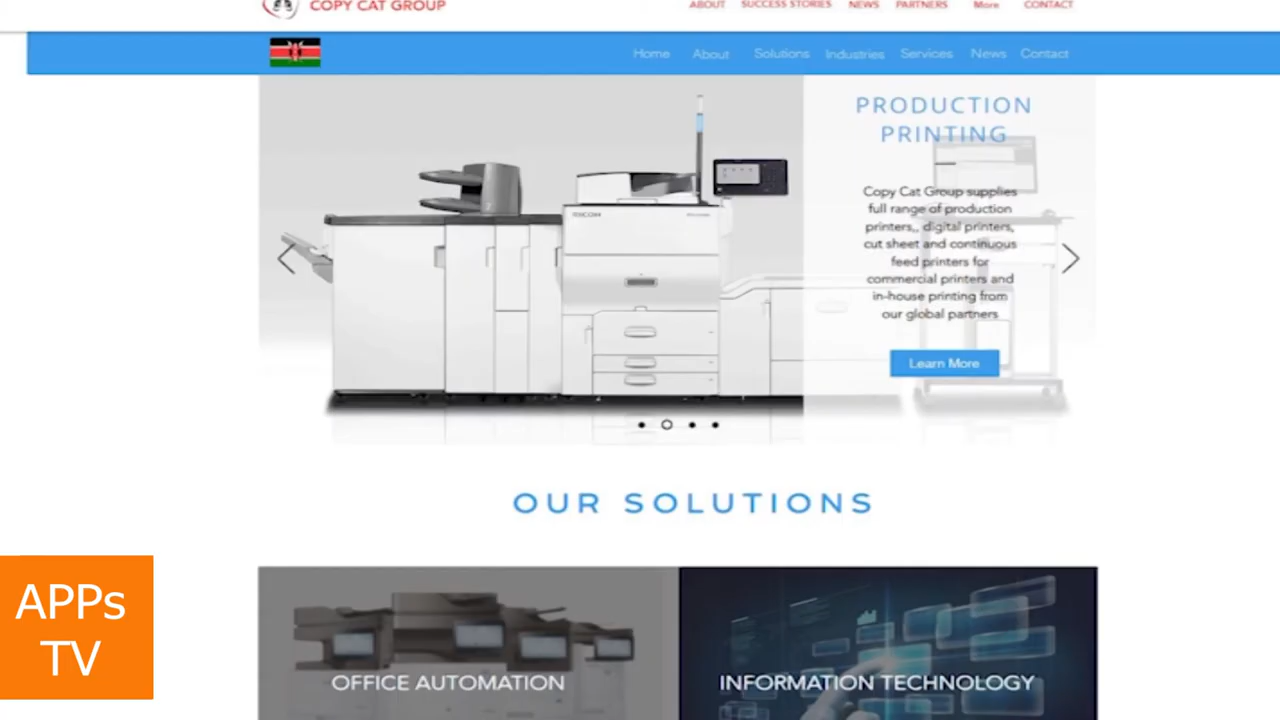 COPY CAT GROUP
ABOUT SUCCESS STORIES NEWS PARTNERS More CONTACT
Home About Solutions Industries Services News Contact
PRODUCTION
PRINTING
Copy Cat Group supplies
full range of production
printers,, digital printers,
cut sheet and continuous
feed printers for
commercial printers and
in-house printing from
our global partners
Learn More
RICOH
OUR SOLUTIONS
APPs
TV
OFFICE AUTOMATION
INFORMATION TECHNOLOGY